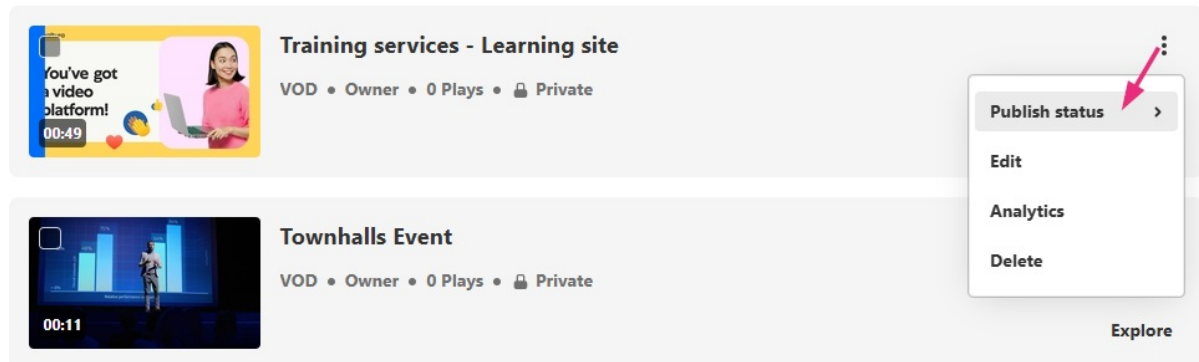 Training services - Learning site
VOD • Owner • 0 Plays • Private
You've got
a video
platform!
00:49
Publish status
Edit
Analytics
Delete
Townhalls Event
VOD • Owner • 0 Plays • Private
00:11
Explore